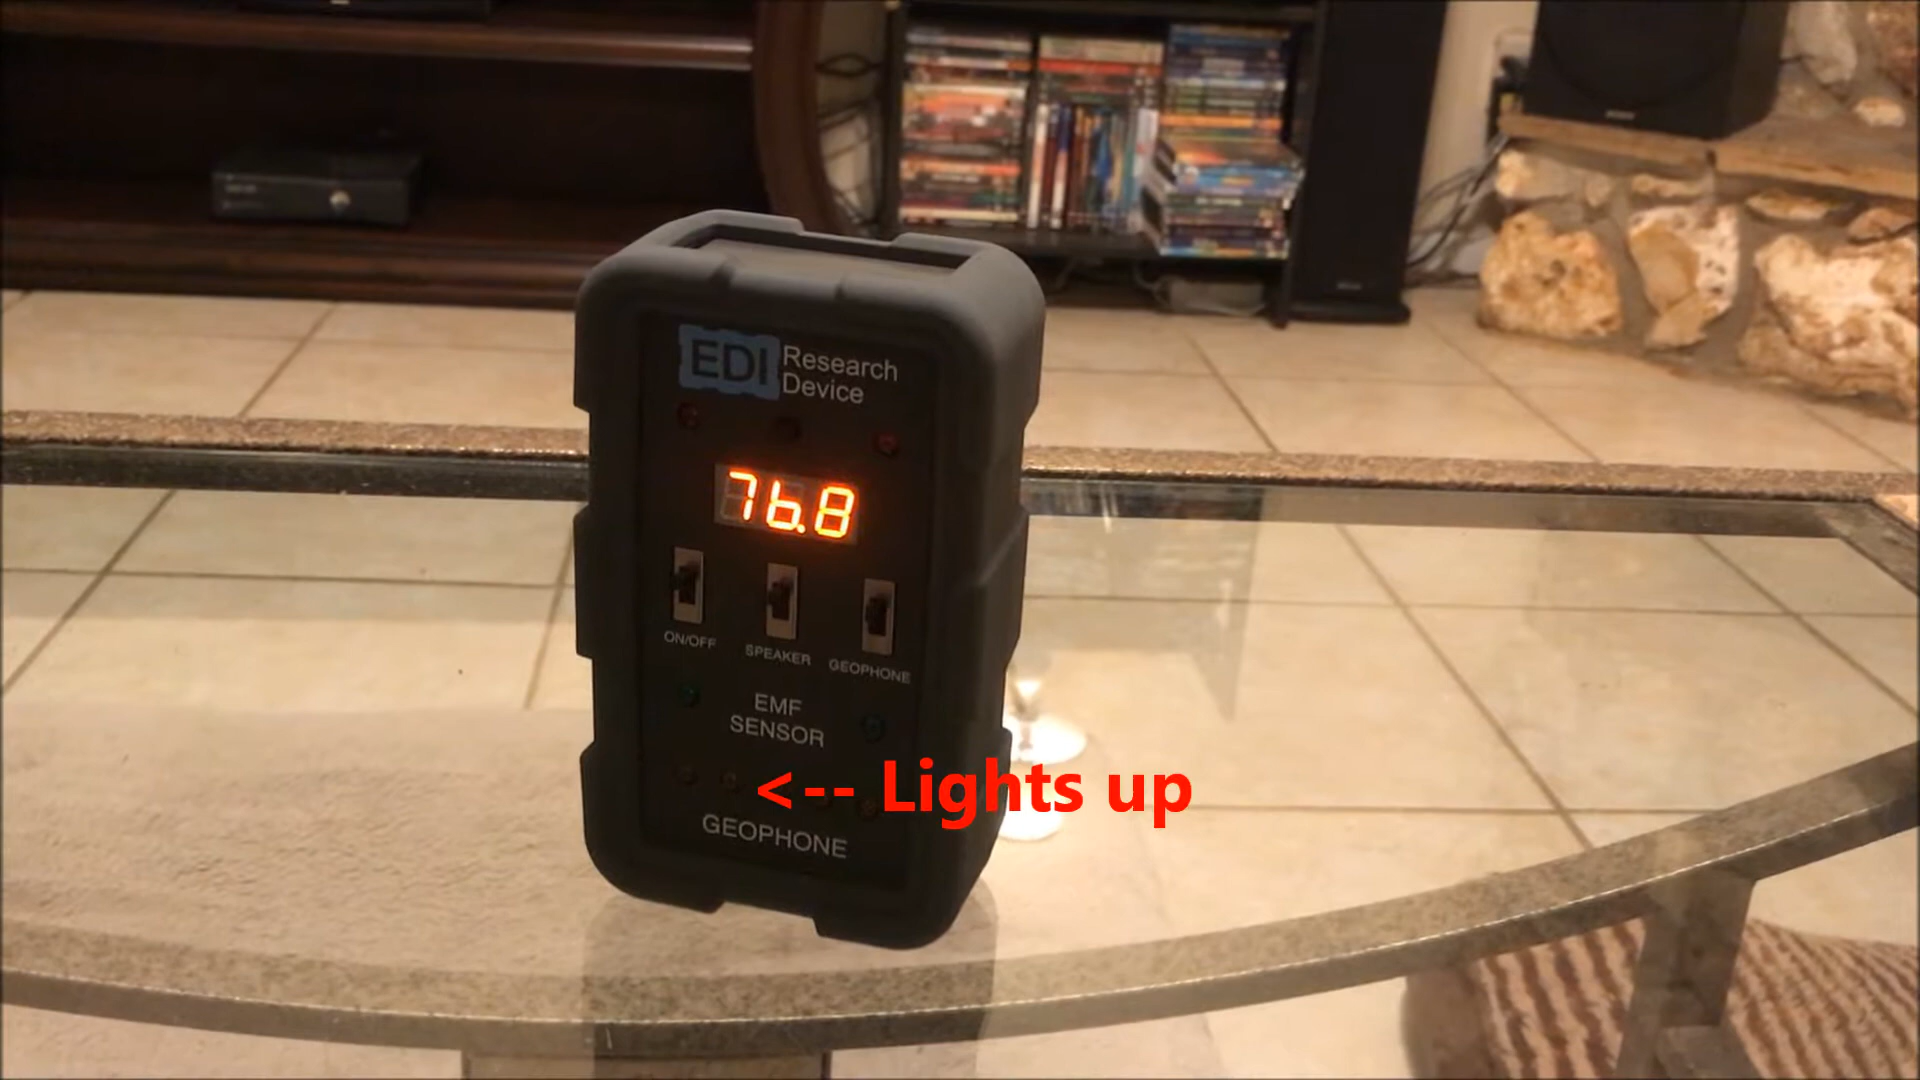 EDI Research
Device
76.8
ON/OFF SPEAKER GEOPHONE
EMF
SENSOR
<-- Lights up
GEOPHONE